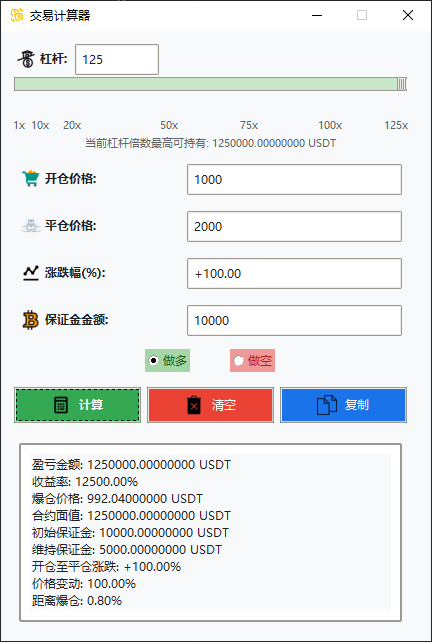 交易计算器
杠杆: 125
1x 10x 20x 50x 75x 100x 125x
当前杠杆倍数最高可持有: 1250000.00000000 USDT
开仓价格: 1000
平仓价格: 2000
涨跌幅(%): +100.00
保证金金额: 10000
做多 做空
计算 清空 复制
盈亏金额: 1250000.00000000 USDT
收益率: 12500.00%
爆仓价格: 992.04000000 USDT
合约面值: 1250000.00000000 USDT
初始保证金: 10000.00000000 USDT
维持保证金: 5000.00000000 USDT
开仓至平仓涨跌: +100.00%
价格变动: 100.00%
距离爆仓: 0.80%